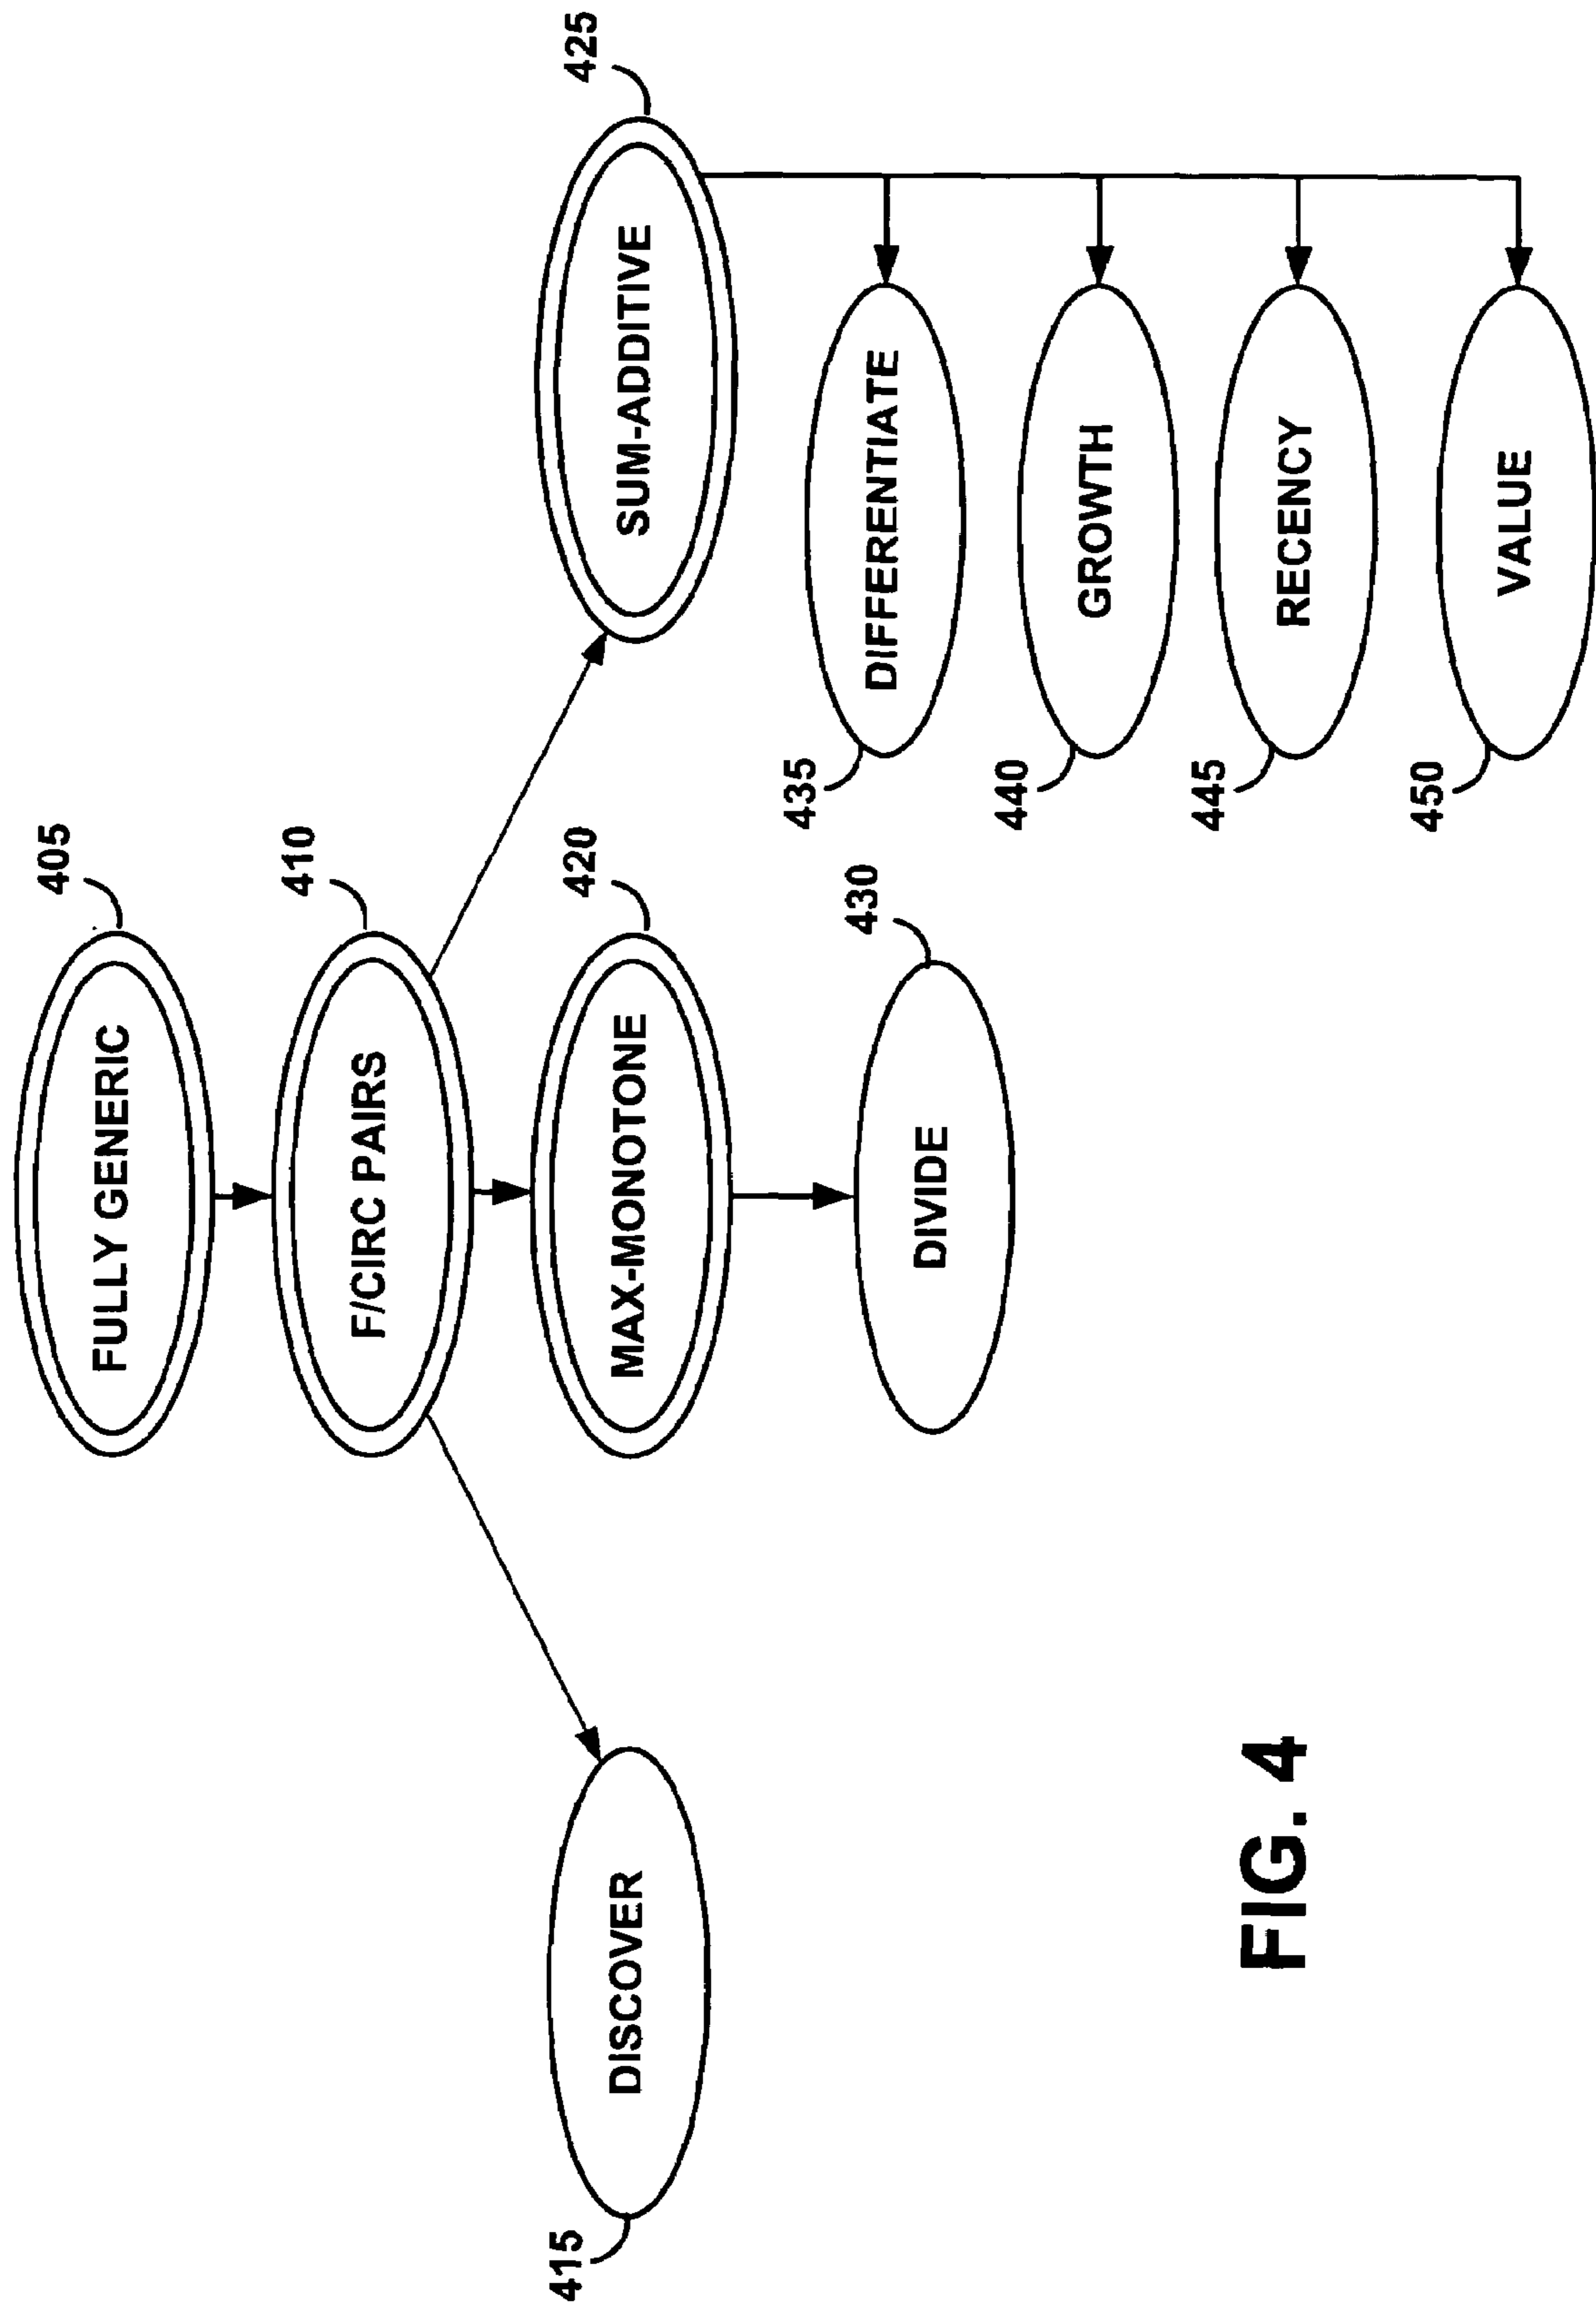 405
FULLY GENERIC
410
F/CIRC PAIRS
415
DISCOVER
420
MAX-MONOTONE
425
SUM-ADDITIVE
430
DIVIDE
435
DIFFERENTIATE
440
GROWTH
445
RECENCY
450
VALUE
FIG. 4